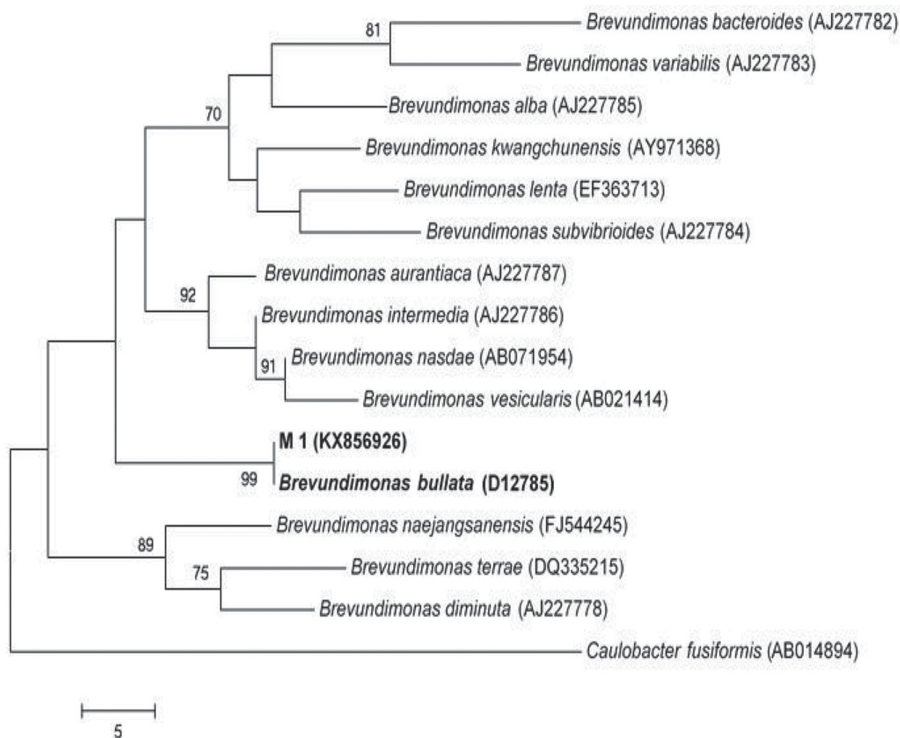 81
Brevundimonas bacteroides (AJ227782)
Brevundimonas variabilis (AJ227783)
70
Brevundimonas alba (AJ227785)
Brevundimonas kwangchunensis (AY971368)
Brevundimonas lenta (EF363713)
Brevundimonas subvibrioides (AJ227784)
92
Brevundimonas aurantiaca (AJ227787)
Brevundimonas intermedia (AJ227786)
91
Brevundimonas nasdae (AB071954)
Brevundimonas vesicularis (AB021414)
M 1 (KX856926)
99
Brevundimonas bullata (D12785)
Brevundimonas naejangsanensis (FJ544245)
89
75
Brevundimonas terrae (DQ335215)
Brevundimonas diminuta (AJ227778)
Caulobacter fusiformis (AB014894)
5